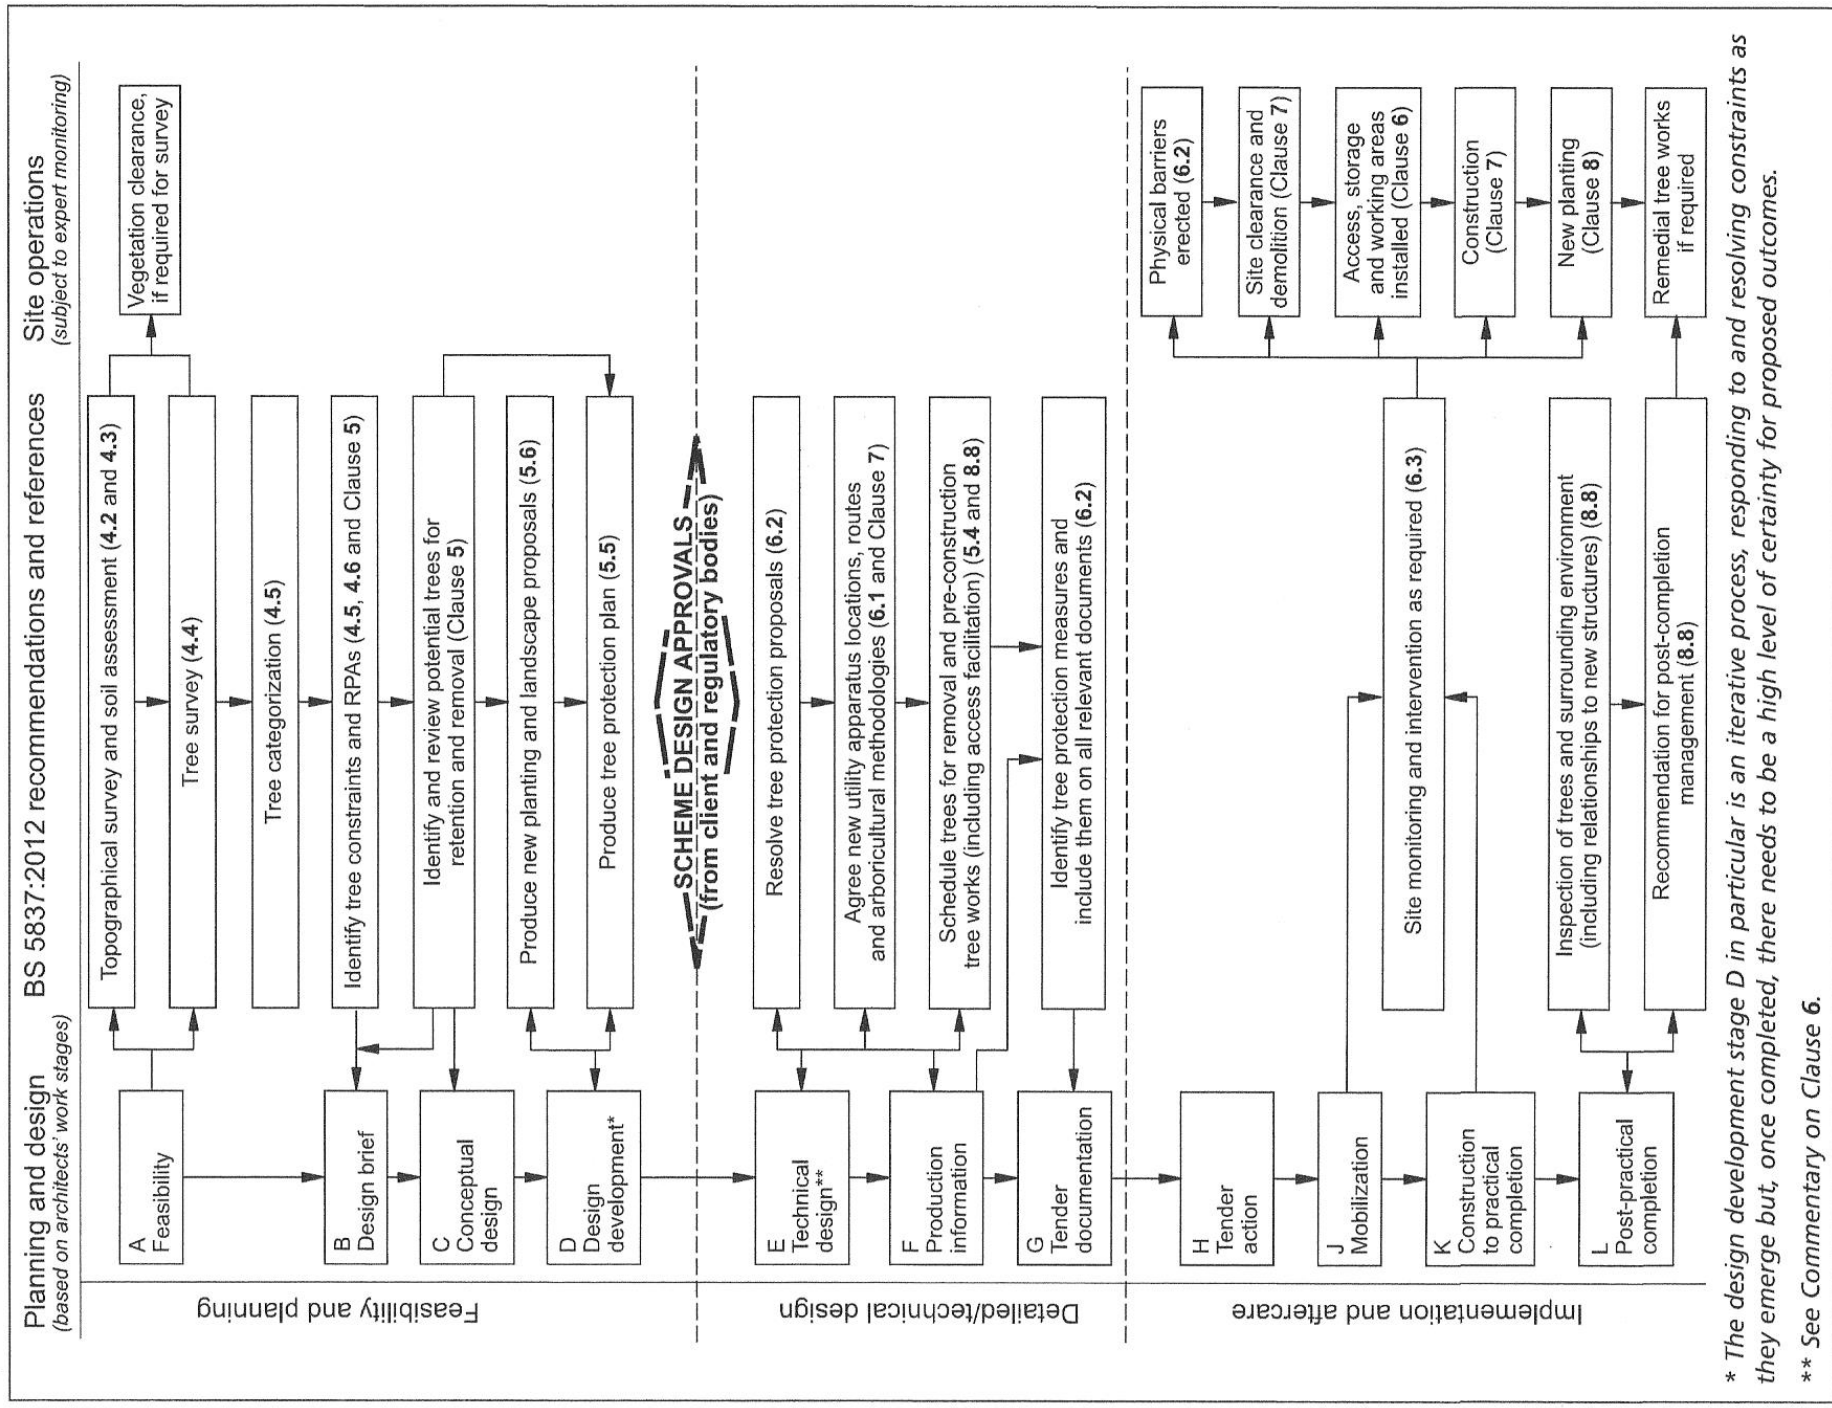 Planning and design
(based on architects' work stages)
BS 5837:2012 recommendations and references
Site operations
(subject to expert monitoring)
Feasibility and planning
A
Feasibility
B
Design brief
C
Conceptual
design
D
Design
development*
Topographical survey and soil assessment (4.2 and 4.3)
Tree survey (4.4)
Tree categorization (4.5)
Identify tree constraints and RPAs (4.5, 4.6 and Clause 5)
Identify and review potential trees for
retention and removal (Clause 5)
Produce new planting and landscape proposals (5.6)
Produce tree protection plan (5.5)
Vegetation clearance,
if required for survey
SCHEME DESIGN APPROVALS
(from client and regulatory bodies)
Detailed/technical design
E
Technical
design**
F
Production
information
G
Tender
documentation
Resolve tree protection proposals (6.2)
Agree new utility apparatus locations, routes
and arboricultural methodologies (6.1 and Clause 7)
Schedule trees for removal and pre-construction
tree works (including access facilitation) (5.4 and 8.8)
Identify tree protection measures and
include them on all relevant documents (6.2)
Implementation and aftercare
H
Tender
action
J
Mobilization
K
Construction
to practical
completion
L
Post-practical
completion
Site monitoring and intervention as required (6.3)
Inspection of trees and surrounding environment
(including relationships to new structures) (8.8)
Recommendation for post-completion
management (8.8)
Physical barriers
erected (6.2)
Site clearance and
demolition (Clause 7)
Access, storage
and working areas
installed (Clause 6)
Construction
(Clause 7)
New planting
(Clause 8)
Remedial tree works
if required
* The design development stage D in particular is an iterative process, responding to and resolving constraints as
they emerge but, once completed, there needs to be a high level of certainty for proposed outcomes.
** See Commentary on Clause 6.